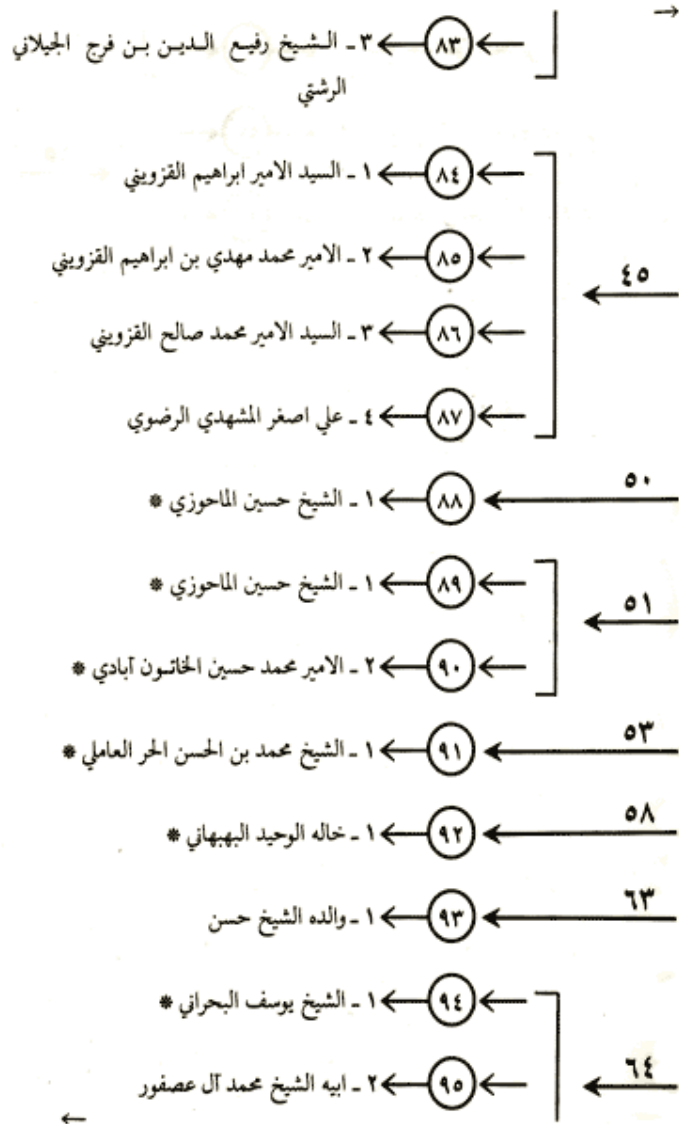 ٨٣ ٣ ـ الشيخ رفيع الدين بن فرج الجيلاني
الرشتي
٨٤ ١ ـ السيد الامير ابراهيم القزويني
٨٥ ٢ ـ الامير محمد مهدي بن ابراهيم القزويني
٤٥
٨٦ ٣ ـ السيد الامير محمد صالح القزويني
٨٧ ٤ ـ علي اصغر المشهدي الرضوي
٥٠ ٨٨ ١ ـ الشيخ حسين الماحوزي *
٨٩ ١ ـ الشيخ حسين الماحوزي *
٥١
٩٠ ٢ ـ الامير محمد حسين الخاتون آبادي *
٥٣ ٩١ ١ ـ الشيخ محمد بن الحسن الحر العاملي *
٥٨ ٩٢ ١ ـ خاله الوحيد البهبهاني *
٦٣ ٩٣ ١ ـ والده الشيخ حسن
٩٤ ١ ـ الشيخ يوسف البحراني *
٦٤ ٩٥ ٢ ـ ابيه الشيخ محمد آل عصفور